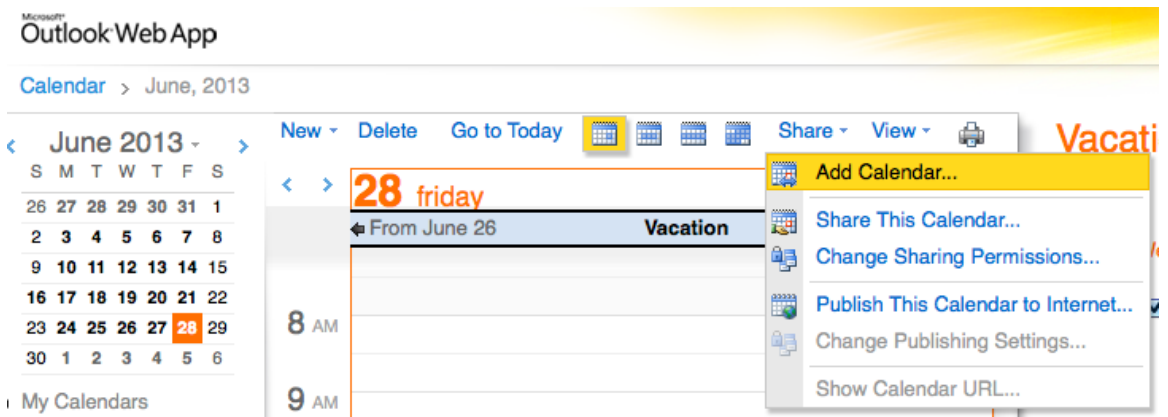 Microsoft®
Outlook Web App
Calendar > June, 2013
June 2013
S M T W T F S
26 27 28 29 30 31 1
2 3 4 5 6 7 8
9 10 11 12 13 14 15
16 17 18 19 20 21 22
23 24 25 26 27 28 29
30 1 2 3 4 5 6
My Calendars
New Delete Go to Today Share View
28 friday
From June 26 Vacation
8 AM
9 AM
Add Calendar...
Share This Calendar...
Change Sharing Permissions...
Publish This Calendar to Internet...
Change Publishing Settings...
Show Calendar URL...
Vacati